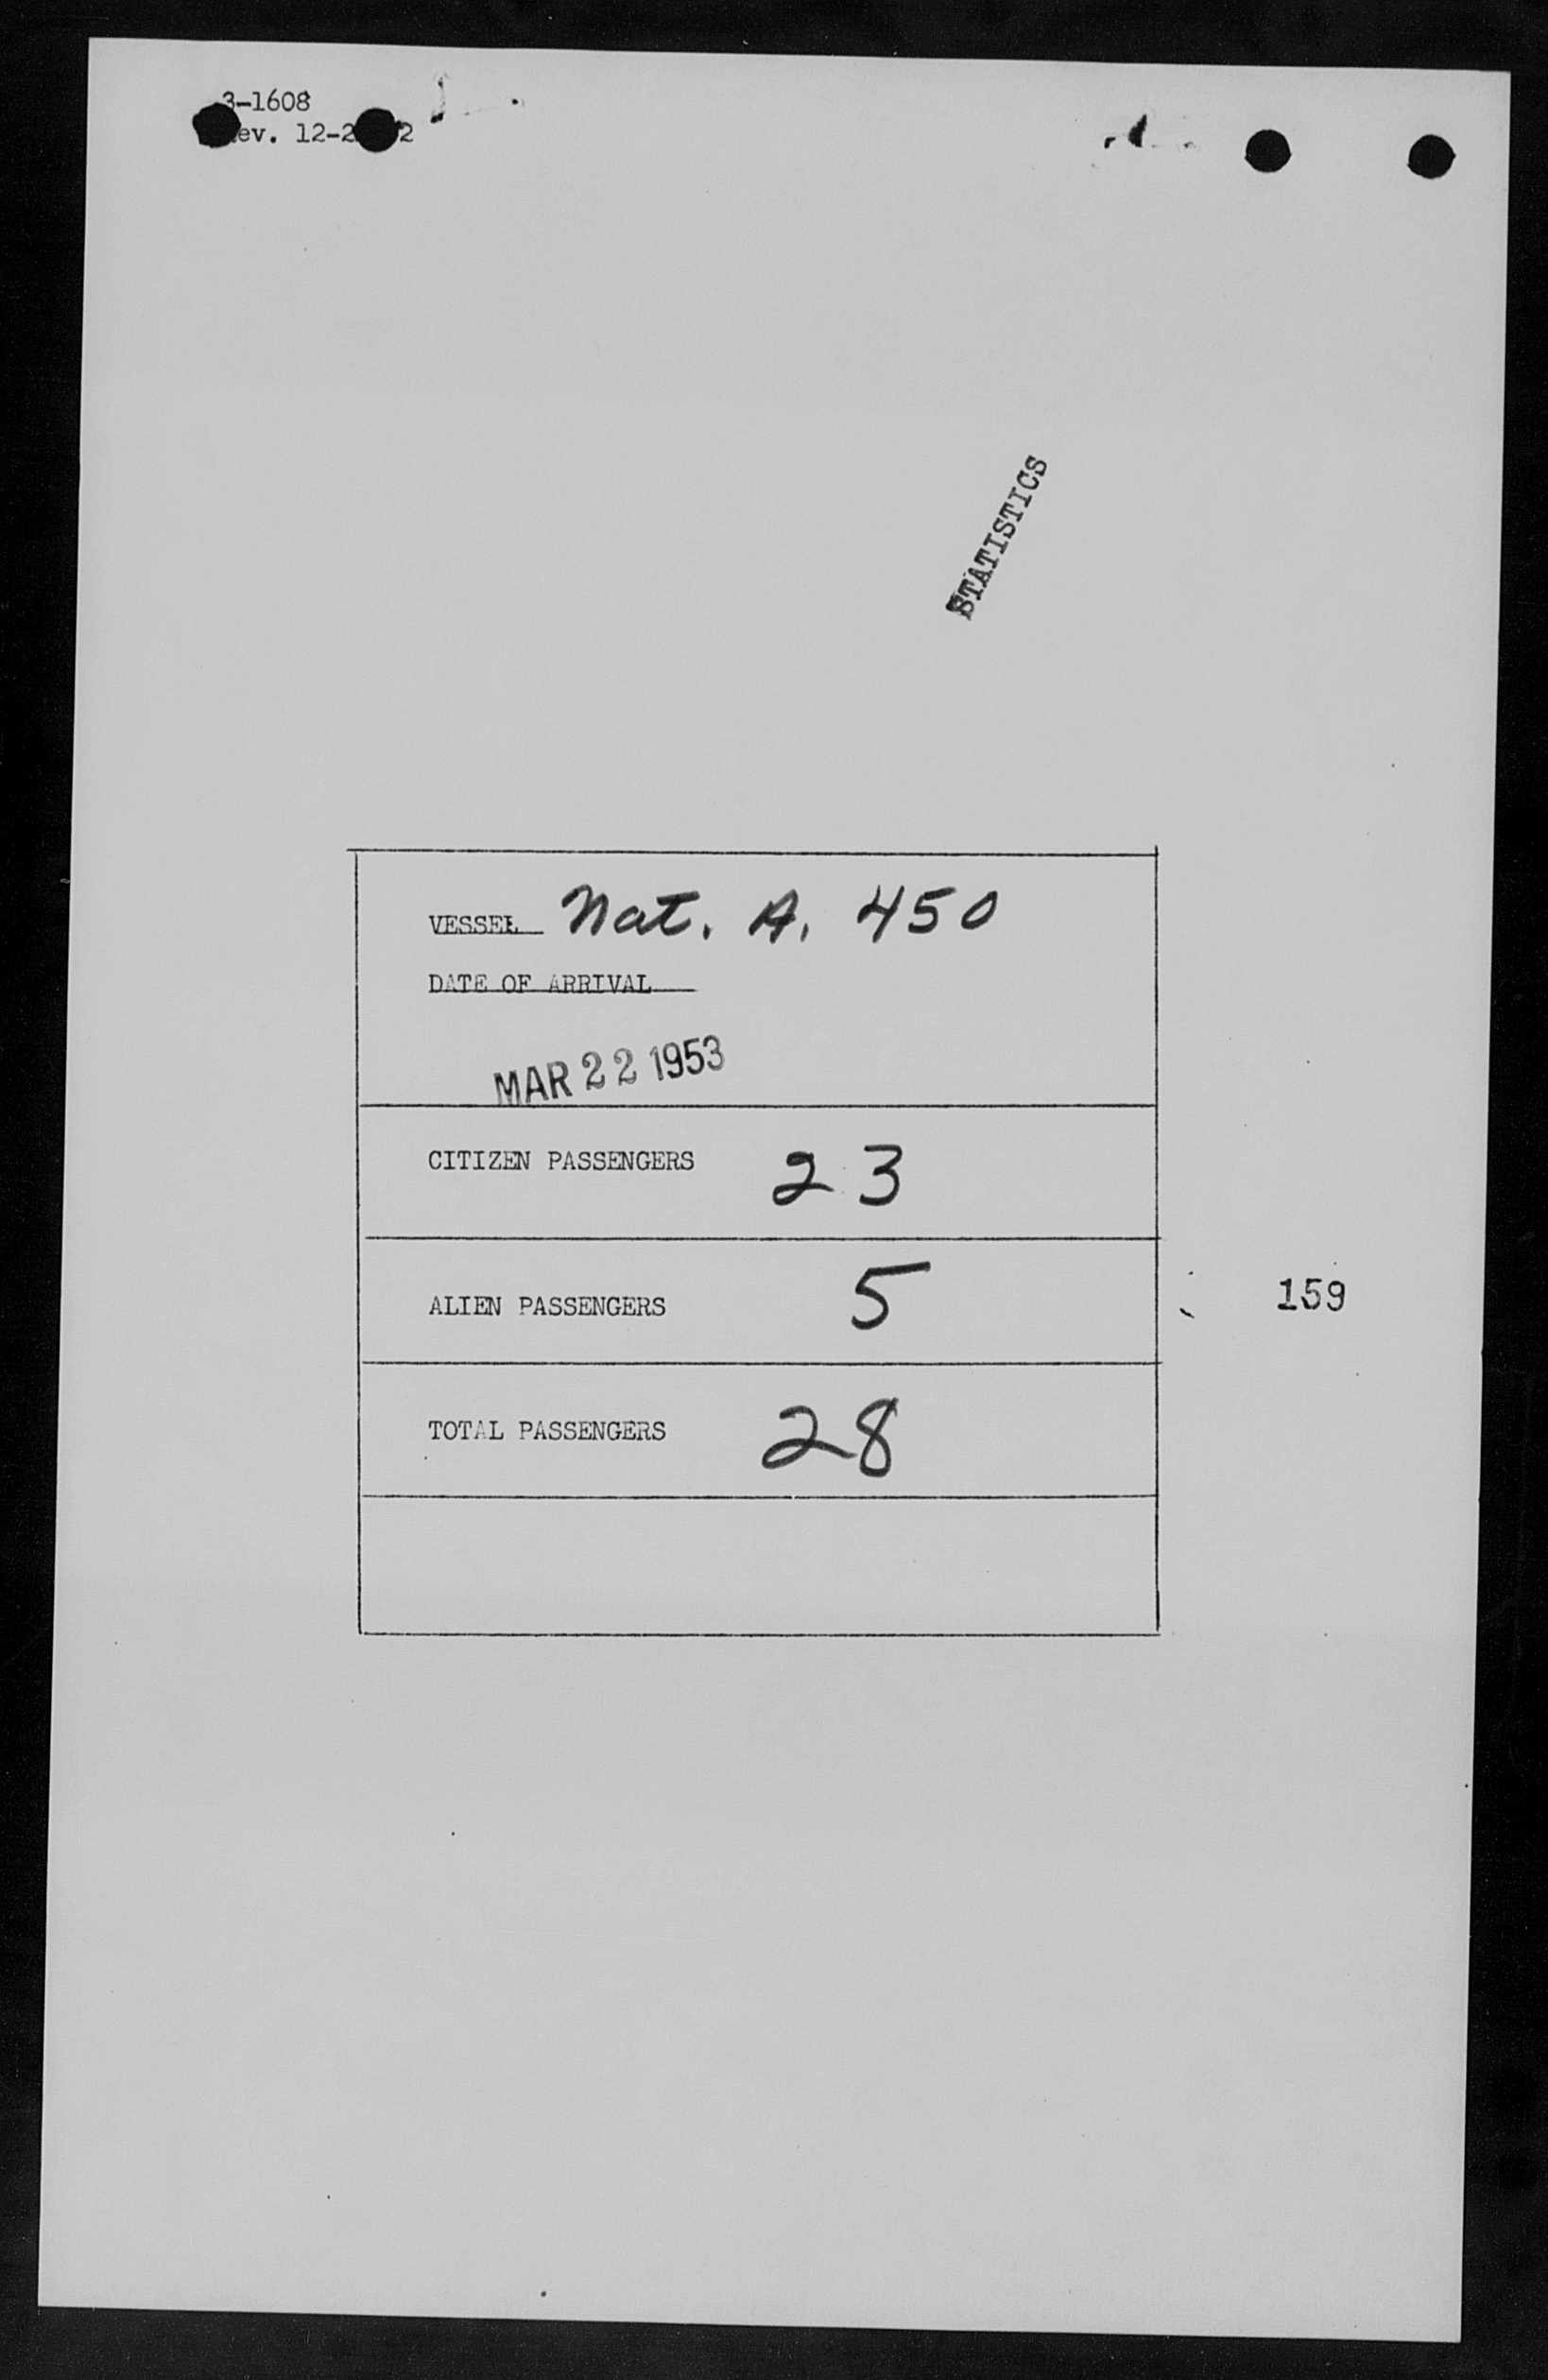 3-1608
ev. 12-2 2
STATISTICS
VESSEL Nat. A. 450
DATE OF ARRIVAL
MAR 22 1953
CITIZEN PASSENGERS 23
ALIEN PASSENGERS 5
159
TOTAL PASSENGERS 28